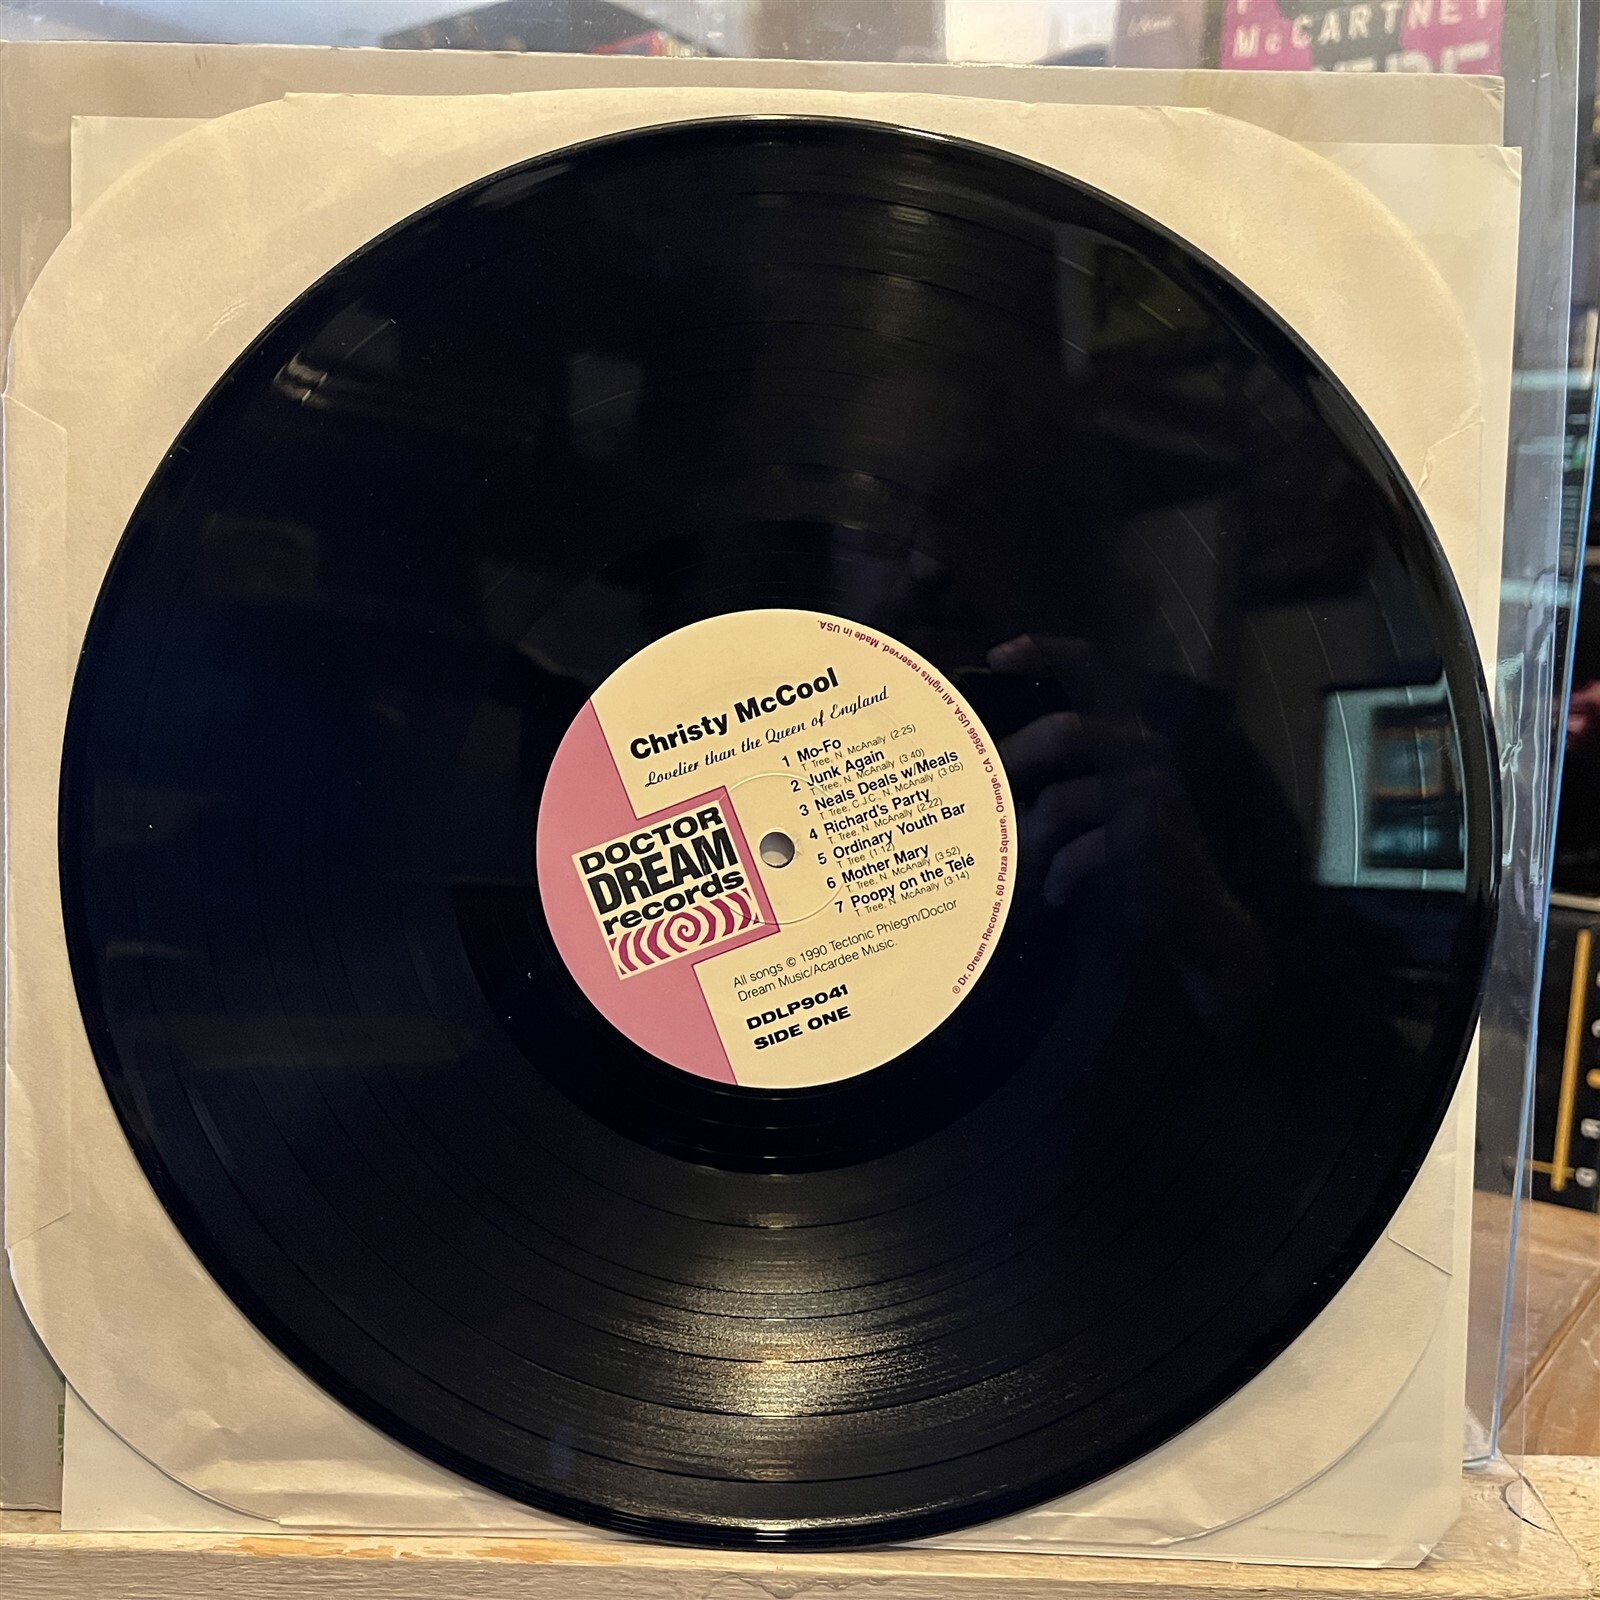 McCARTNEY
Christy McCool
Lovelier than the Queen of England
1 Mo-Fo
T. Tree, N. McAnally (2:25)
2 Junk Again
T. Tree, N. McAnally (3:40)
3 Neals Deals w/Meals
T. Tree, C.J.C., N. McAnally (3:05)
4 Richard's Party
T. Tree, N. McAnally (2:22)
5 Ordinary Youth Bar
T. Tree (1:12)
6 Mother Mary
T. Tree, N. McAnally (3:52)
7 Poopy on the Telé
T. Tree, N. McAnally (3:14)
DOCTOR
DREAM
records
All songs © 1990 Tectonic Phlegm/Doctor
Dream Music/Acardee Music.
DDLP9041
SIDE ONE
℗ Dr. Dream Records, 60 Plaza Square, Orange, CA 92666 USA. All rights reserved. Made in USA.